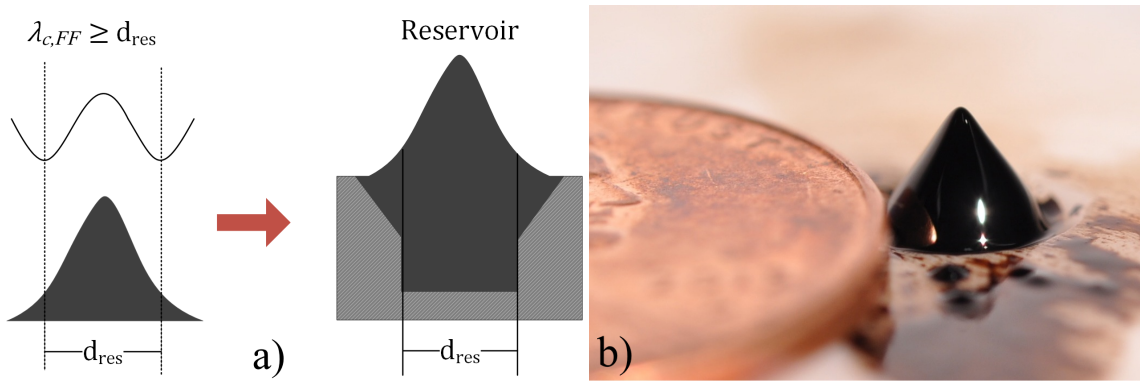 λc,FF ≥ dres
Reservoir
dres
a)
dres
b)